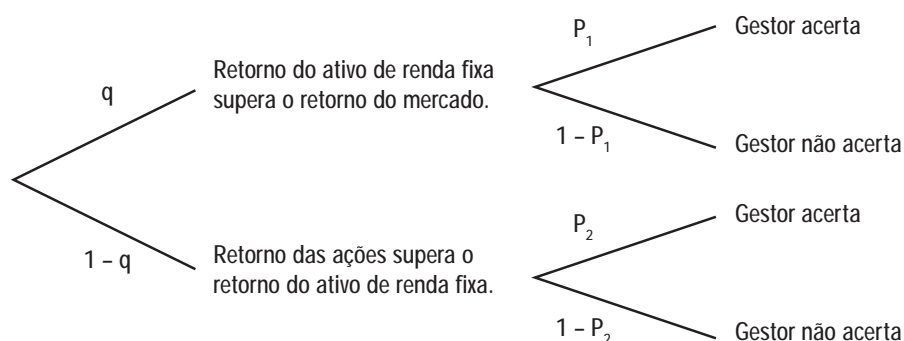 q
Retorno do ativo de renda fixa
supera o retorno do mercado.
P1
Gestor acerta
1 – P1
Gestor não acerta
1 – q
Retorno das ações supera o
retorno do ativo de renda fixa.
P2
Gestor acerta
1 – P2
Gestor não acerta